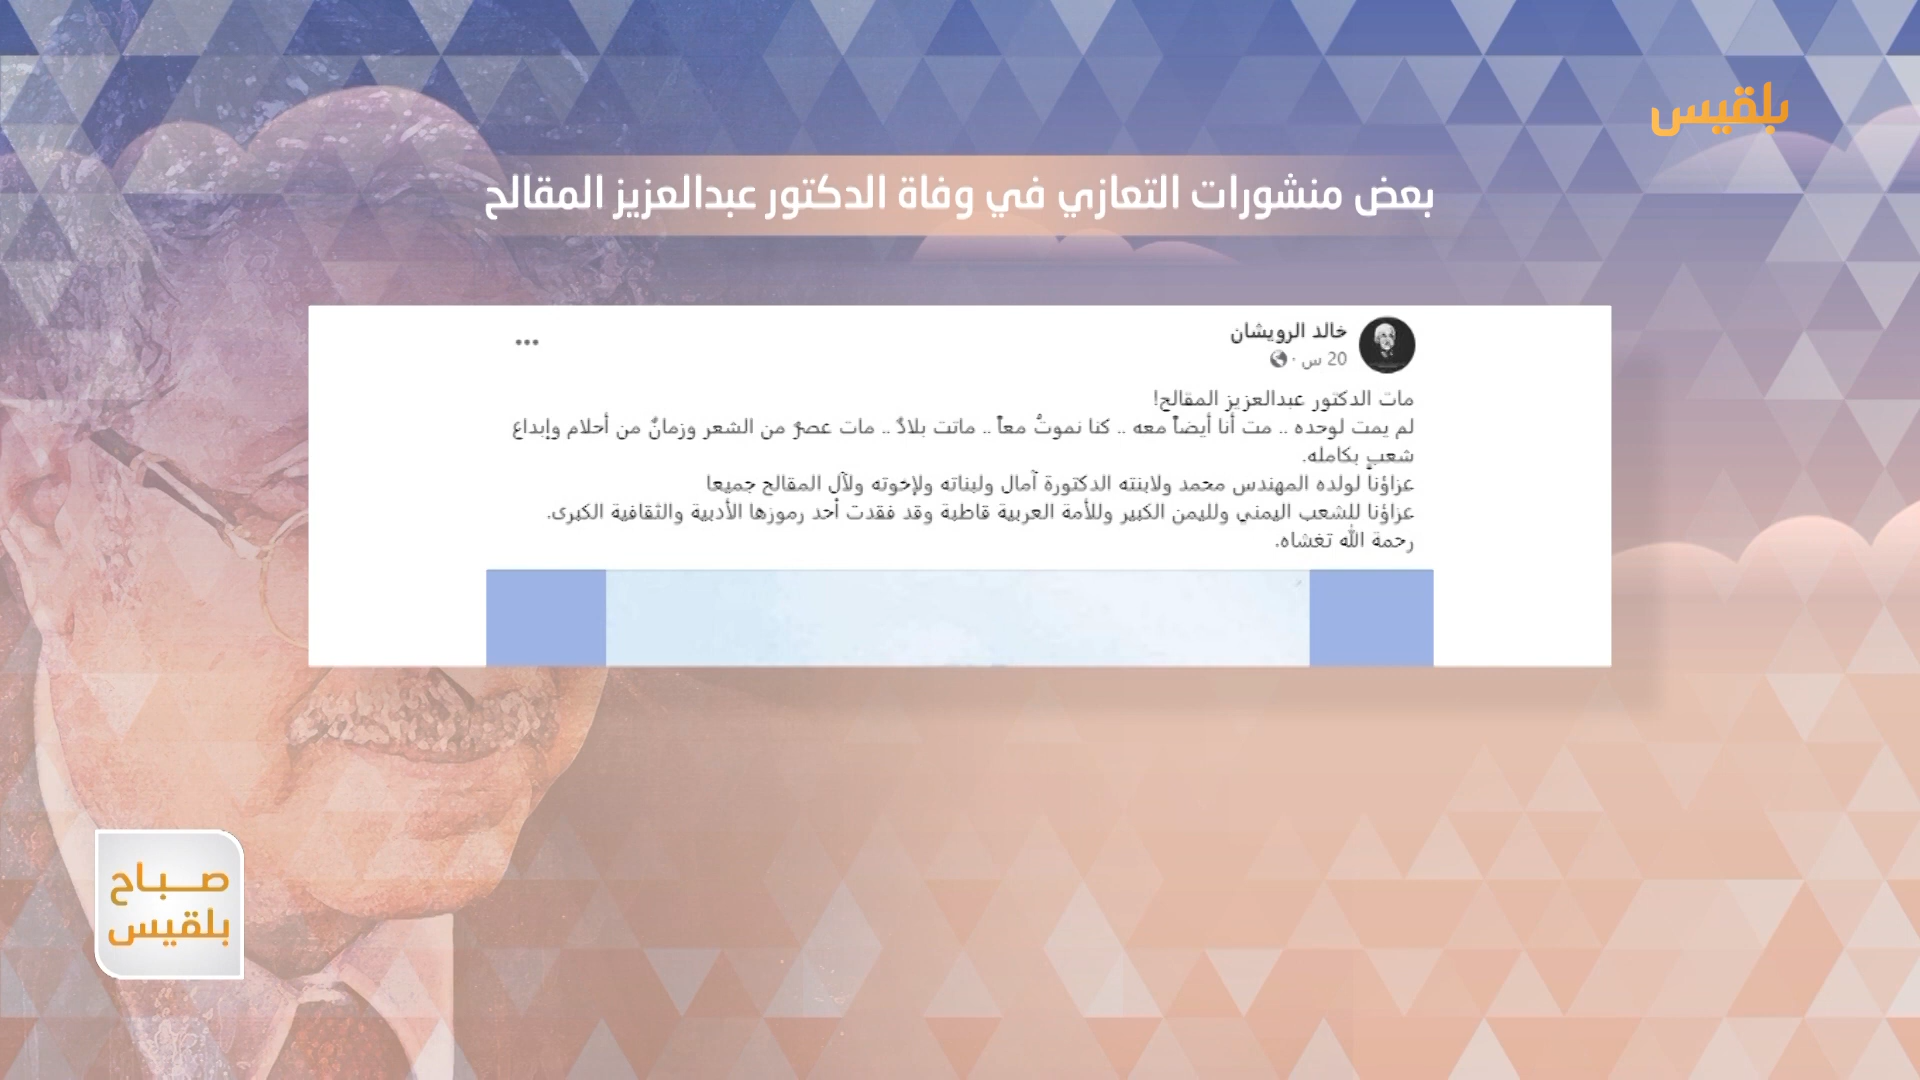 بلقيس
بعض منشورات التعازي في وفاة الدكتور عبدالعزيز المقالح
خالد الرويشان
20 س ·
مات الدكتور عبدالعزيز المقالح!
لم يمت لوحده .. مت أنا أيضاً معه .. كنا نموتُ معاً .. ماتت بلادٌ .. مات عصرٌ من الشعر وزمانٌ من أحلام وإبداع
شعبٍ بكامله.
عزاؤنا لولده المهندس محمد ولابنته الدكتورة آمال ولبناته ولإخوته ولآل المقالح جميعا
عزاؤنا للشعب اليمني ولليمن الكبير وللأمة العربية قاطبة وقد فقدت أحد رموزها الأدبية والثقافية الكبرى.
رحمة الله تغشاه.
صباح
بلقيس